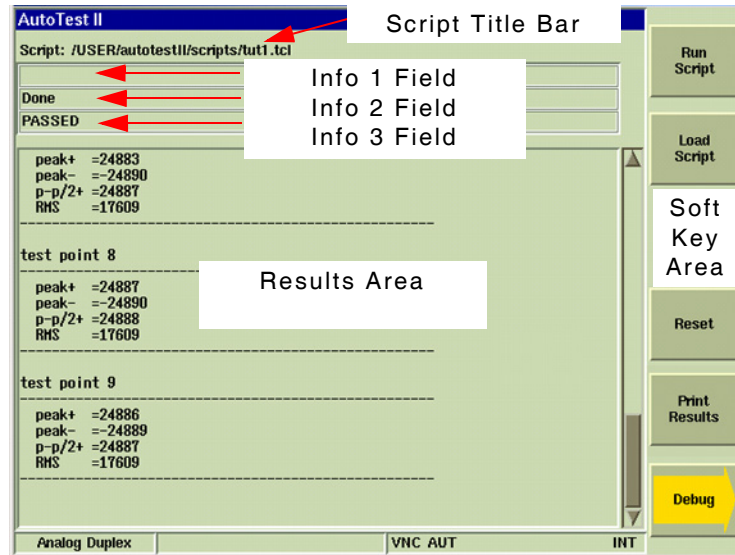 AutoTest II
Script Title Bar
Script: /USER/autotestII/scripts/tut1.tcl
Info 1 Field
Done
Info 2 Field
PASSED
Info 3 Field
peak+ =24883
peak- =-24890
p-p/2+ =24887
RMS =17609
--------------------------------------------------
test point 8
--------------------------------------------------
Results Area
peak+ =24887
peak- =-24890
p-p/2+ =24888
RMS =17609
--------------------------------------------------
test point 9
--------------------------------------------------
peak+ =24886
peak- =-24889
p-p/2+ =24887
RMS =17609
--------------------------------------------------
Run
Script
Load
Script
Soft
Key
Area
Reset
Print
Results
Debug
Analog Duplex VNC AUT INT